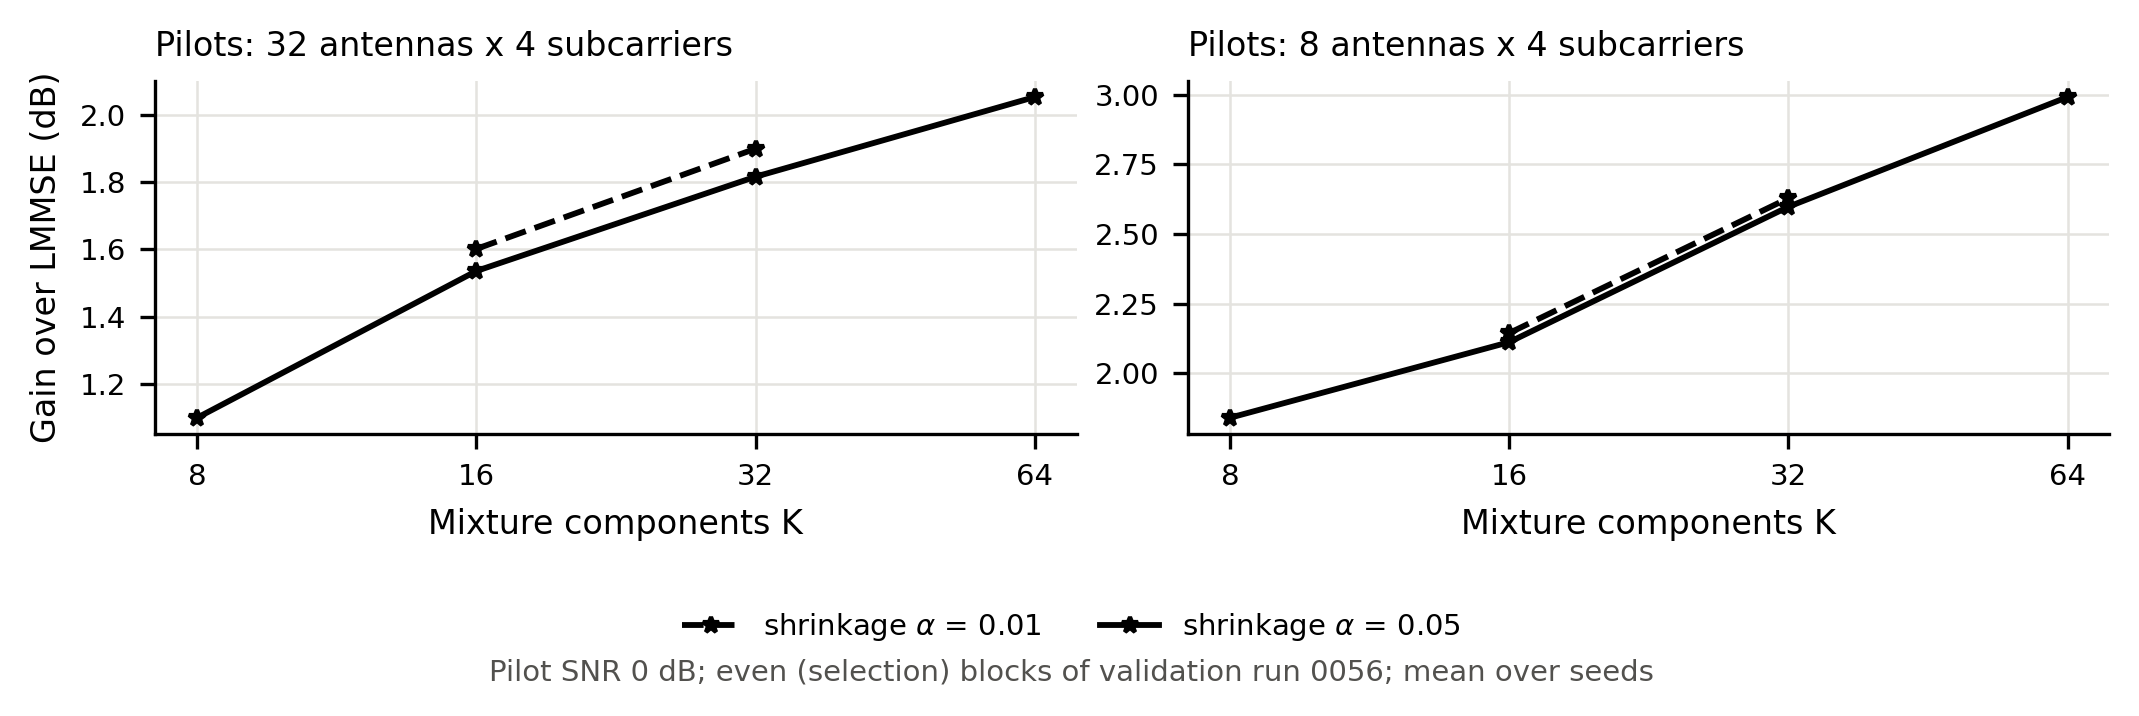 Pilots: 32 antennas x 4 subcarriers
Gain over LMMSE (dB)
2.0
1.8
1.6
1.4
1.2
8 16 32 64
Mixture components K
Pilots: 8 antennas x 4 subcarriers
3.00
2.75
2.50
2.25
2.00
8 16 32 64
Mixture components K
shrinkage α = 0.01 shrinkage α = 0.05
Pilot SNR 0 dB; even (selection) blocks of validation run 0056; mean over seeds